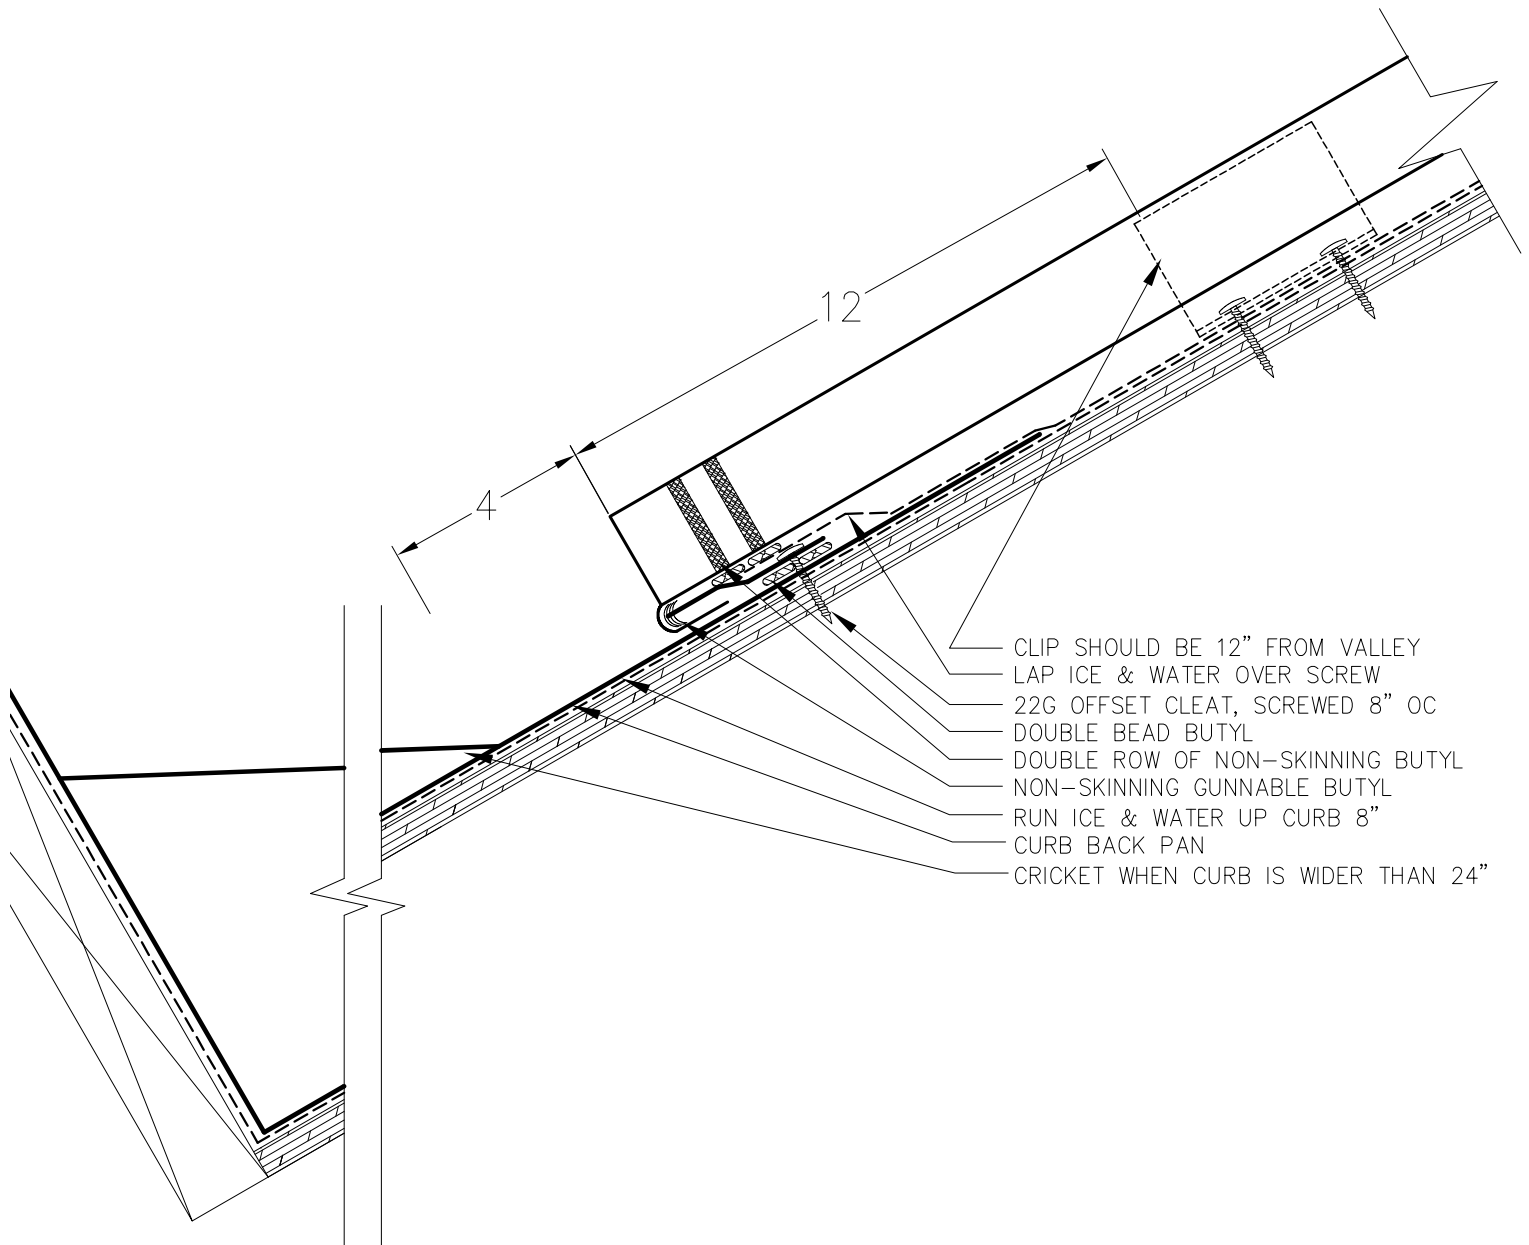 12
4
CLIP SHOULD BE 12" FROM VALLEY
LAP ICE & WATER OVER SCREW
22G OFFSET CLEAT, SCREWED 8" OC
DOUBLE BEAD BUTYL
DOUBLE ROW OF NON-SKINNING BUTYL
NON-SKINNING GUNNABLE BUTYL
RUN ICE & WATER UP CURB 8"
CURB BACK PAN
CRICKET WHEN CURB IS WIDER THAN 24"